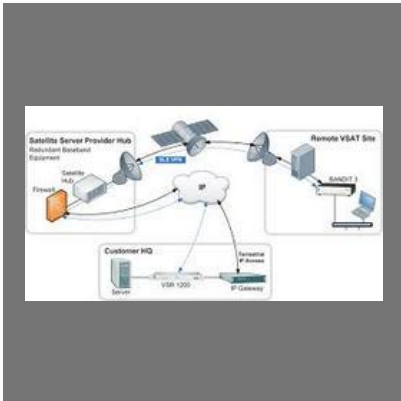 Satellite Server Provider Hub
Redundant Baseband
Equipment
Satellite
Hub
Firewall
SLE VPN
IP
Remote VSAT Site
BANDIT 3
Customer HQ
Server
VSR 1200
Terrestrial
IP Access
IP Gateway